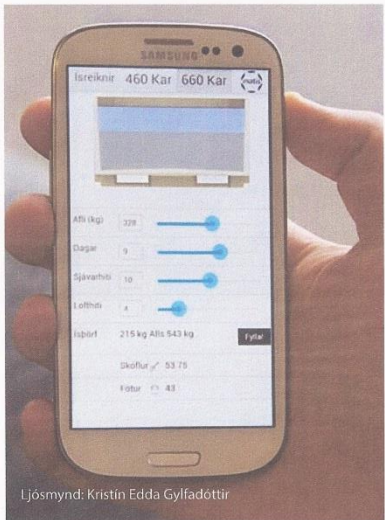 SAMSUNG
Ísreiknir 460 Kar 660 Kar matís
Afli (kg) 328
Dagar 9
Sjávarhiti 10
Lofthiti 4
Ísþörf 215 kg Alls 543 kg Fylla!
Skóflur 53.75
Fötur 43
Ljósmynd: Kristín Edda Gylfadóttir